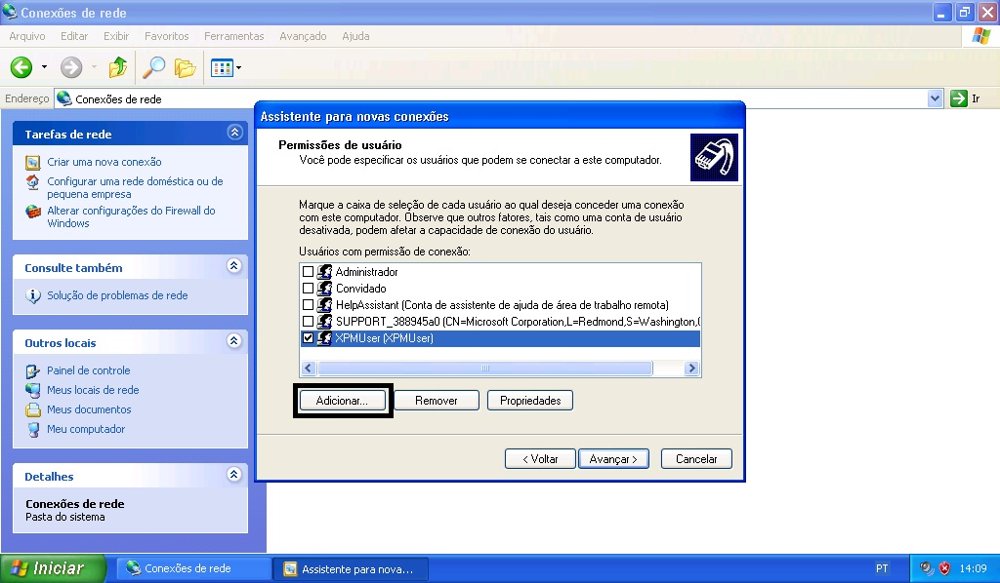 Conexões de rede
Arquivo Editar Exibir Favoritos Ferramentas Avançado Ajuda
Endereço Conexões de rede Ir
Tarefas de rede
Criar uma nova conexão
Configurar uma rede doméstica ou de
pequena empresa
Alterar configurações do Firewall do
Windows
Consulte também
Solução de problemas de rede
Outros locais
Painel de controle
Meus locais de rede
Meus documentos
Meu computador
Detalhes
Conexões de rede
Pasta do sistema
Assistente para novas conexões
Permissões de usuário
Você pode especificar os usuários que podem se conectar a este computador.
Marque a caixa de seleção de cada usuário ao qual deseja conceder uma conexão
com este computador. Observe que outros fatores, tais como uma conta de usuário
desativada, podem afetar a capacidade de conexão do usuário.
Usuários com permissão de conexão:
Administrador
Convidado
HelpAssistant (Conta de assistente de ajuda de área de trabalho remota)
SUPPORT_388945a0 (CN=Microsoft Corporation,L=Redmond,S=Washington,
XPMUser (XPMUser)
Adicionar... Remover Propriedades
< Voltar Avançar > Cancelar
Iniciar Conexões de rede Assistente para nova... PT 14:09